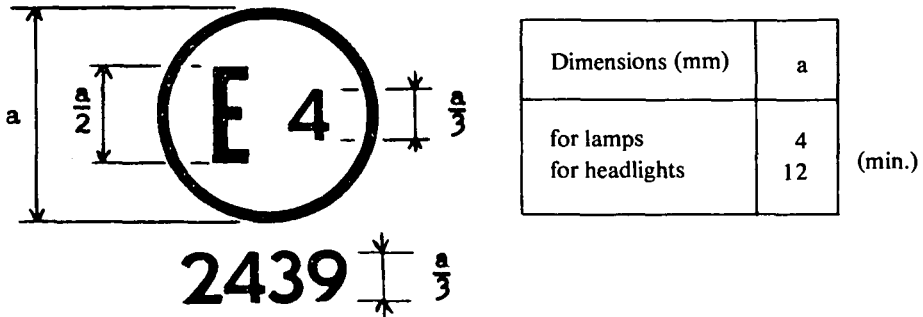 a
a/2
E 4
a/3
2439
a/3
Dimensions (mm) a
for lamps 4
for headlights 12
(min.)